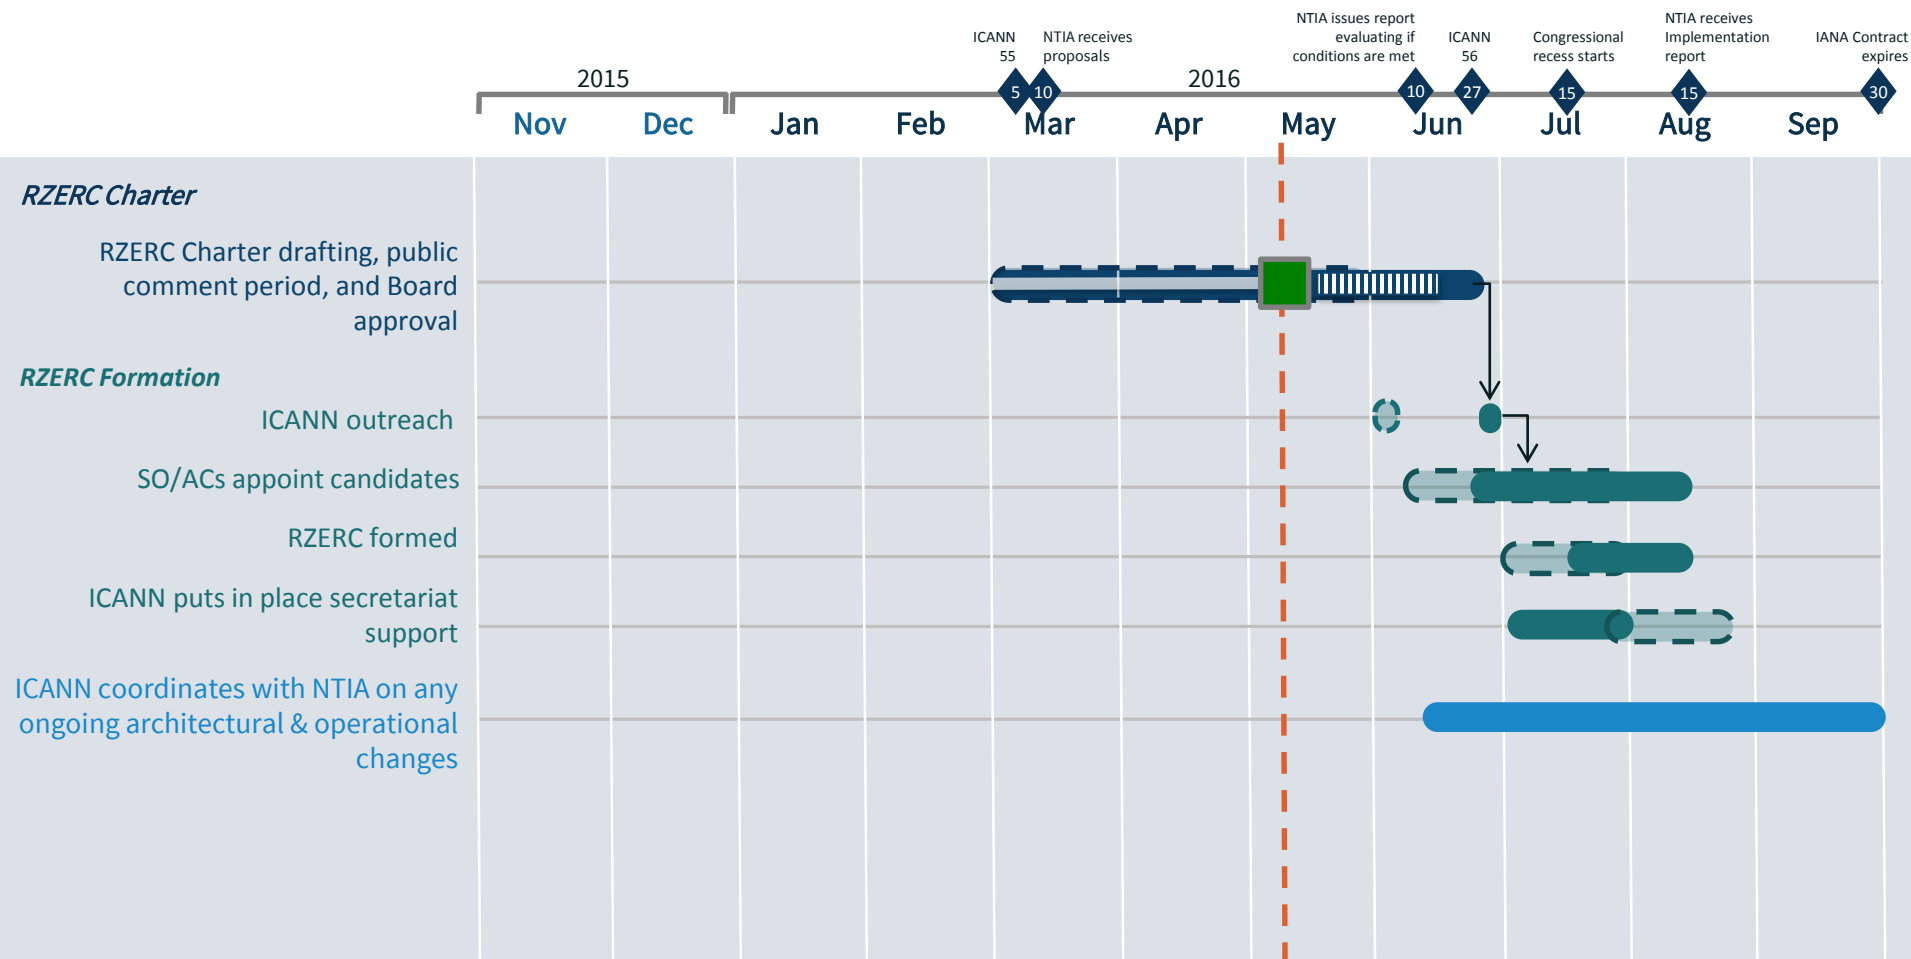 NTIA issues report
evaluating if
conditions are met
NTIA receives
Implementation
report
ICANN
55
NTIA receives
proposals
ICANN
56
Congressional
recess starts
IANA Contract
expires
2015
2016
5
10
10
27
15
15
30
Nov
Dec
Jan
Feb
Mar
Apr
May
Jun
Jul
Aug
Sep
RZERC Charter
RZERC Charter drafting, public
comment period, and Board
approval
RZERC Formation
ICANN outreach
SO/ACs appoint candidates
RZERC formed
ICANN puts in place secretariat
support
ICANN coordinates with NTIA on any
ongoing architectural & operational
changes